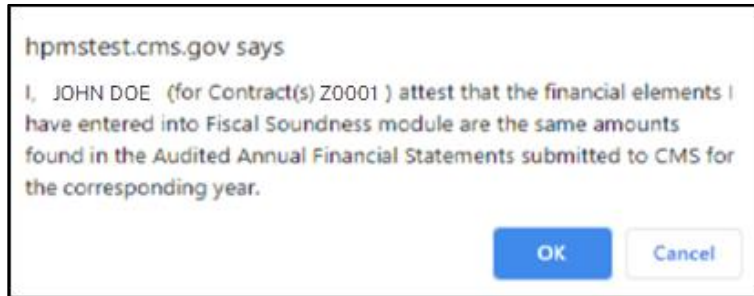 hpmstest.cms.gov says
I, JOHN DOE (for Contract(s) Z0001 ) attest that the financial elements I
have entered into Fiscal Soundness module are the same amounts
found in the Audited Annual Financial Statements submitted to CMS for
the corresponding year.
OK Cancel